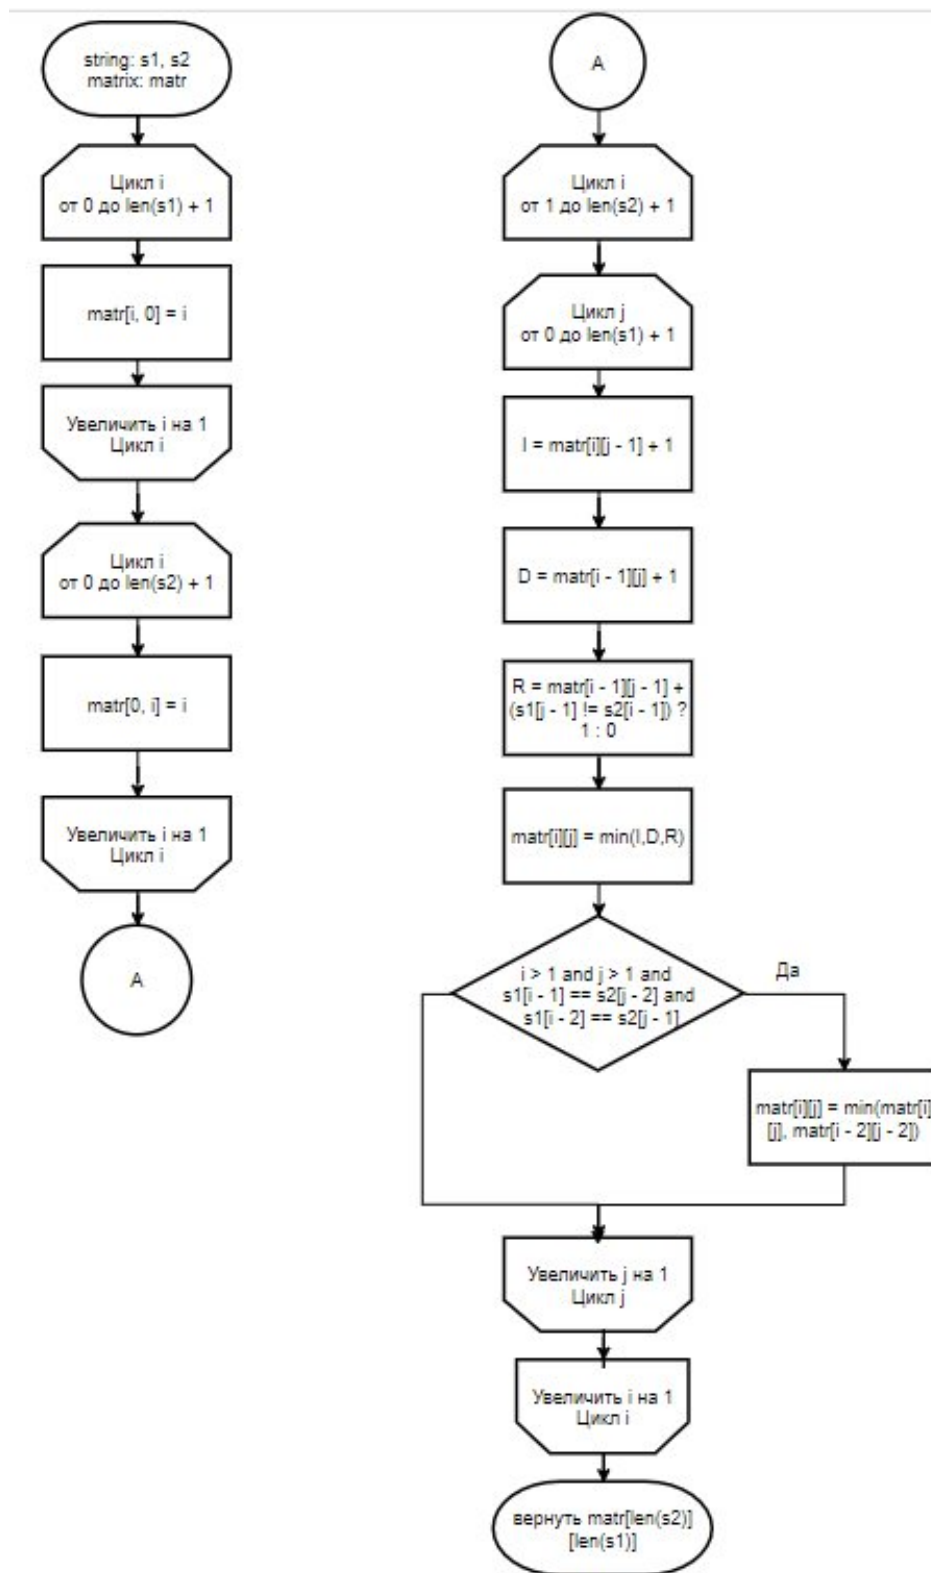 string: s1, s2
matrix: matr
Цикл i
от 0 до len(s1) + 1
matr[i, 0] = i
Увеличить i на 1
Цикл i
Цикл i
от 0 до len(s2) + 1
matr[0, i] = i
Увеличить i на 1
Цикл i
A
A
Цикл i
от 1 до len(s2) + 1
Цикл j
от 0 до len(s1) + 1
I = matr[i][j - 1] + 1
D = matr[i - 1][j] + 1
R = matr[i - 1][j - 1] +
(s1[j - 1] != s2[i - 1]) ?
1 : 0
matr[i][j] = min(I,D,R)
i > 1 and j > 1 and
s1[i - 1] == s2[j - 2] and
s1[i - 2] == s2[j - 1]
Да
matr[i][j] = min(matr[i]
[j], matr[i - 2][j - 2])
Увеличить j на 1
Цикл j
Увеличить i на 1
Цикл i
вернуть matr[len(s2)]
[len(s1)]